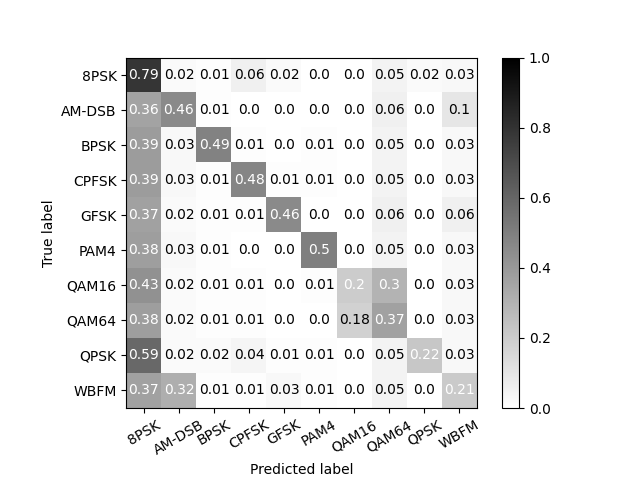 8PSK 0.79 0.02 0.01 0.06 0.02 0.0 0.0 0.05 0.02 0.03
AM-DSB 0.36 0.46 0.01 0.0 0.0 0.0 0.0 0.06 0.0 0.1
BPSK 0.39 0.03 0.49 0.01 0.0 0.01 0.0 0.05 0.0 0.03
CPFSK 0.39 0.03 0.01 0.48 0.01 0.01 0.0 0.05 0.0 0.03
GFSK 0.37 0.02 0.01 0.01 0.46 0.0 0.0 0.06 0.0 0.06
PAM4 0.38 0.03 0.01 0.0 0.0 0.5 0.0 0.05 0.0 0.03
QAM16 0.43 0.02 0.01 0.01 0.0 0.01 0.2 0.3 0.0 0.03
QAM64 0.38 0.02 0.01 0.01 0.0 0.0 0.18 0.37 0.0 0.03
QPSK 0.59 0.02 0.02 0.04 0.01 0.01 0.0 0.05 0.22 0.03
WBFM 0.37 0.32 0.01 0.01 0.03 0.01 0.0 0.05 0.0 0.21
8PSK AM-DSB BPSK CPFSK GFSK PAM4 QAM16 QAM64 QPSK WBFM
Predicted label
True label
1.0
0.8
0.6
0.4
0.2
0.0